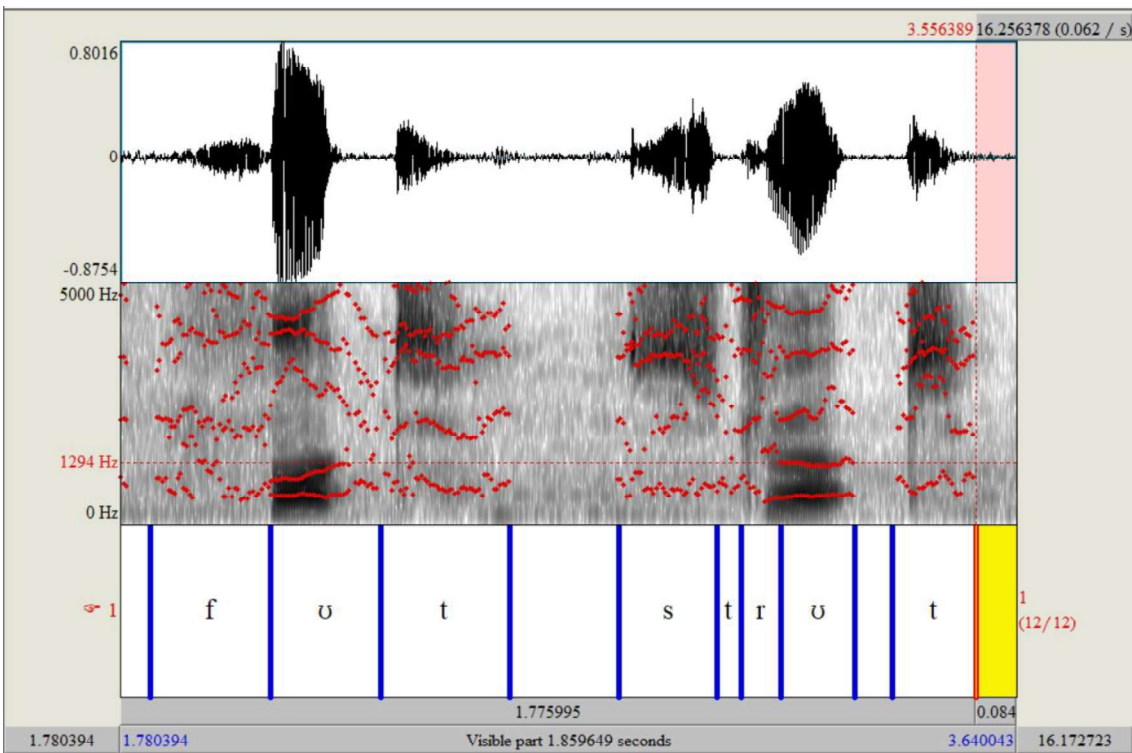 3.556389 16.256378 (0.062 / s)
0.8016
0
-0.8754
5000 Hz
1294 Hz
0 Hz
☞ 1 f ʊ t s t r ʊ t 1
(12/12)
1.775995 0.084
1.780394 1.780394 Visible part 1.859649 seconds 3.640043 16.172723